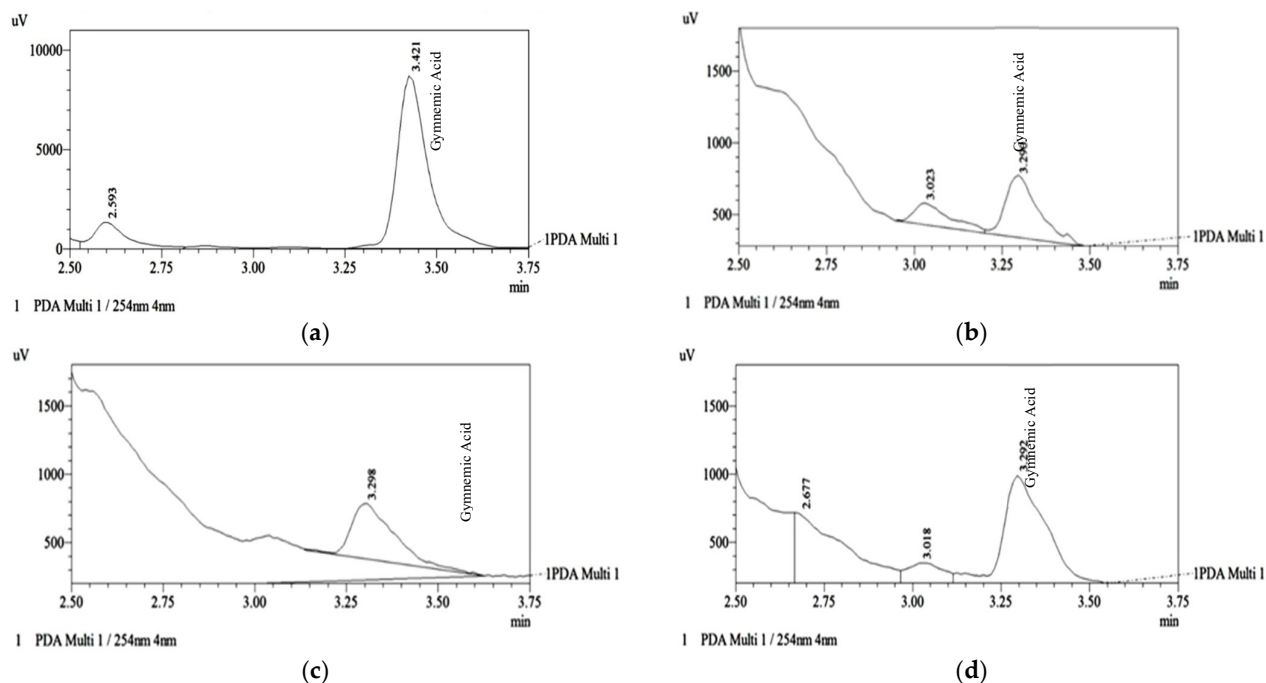 uV
10000
5000
0
2.593
3.421
Gymnemic Acid
2.50 2.75 3.00 3.25 3.50 3.75
min
1PDA Multi 1
1 PDA Multi 1 / 254nm 4nm
(a)
uV
1500
1000
500
3.023
Gymnemic Acid
2.50 2.75 3.00 3.25 3.50 3.75
min
1PDA Multi 1
1 PDA Multi 1 / 254nm 4nm
(b)
uV
1500
1000
500
3.298
Gymnemic Acid
2.50 2.75 3.00 3.25 3.50 3.75
min
1PDA Multi 1
1 PDA Multi 1 / 254nm 4nm
(c)
uV
1500
1000
500
2.677
3.018
3.292
Gymnemic Acid
2.50 2.75 3.00 3.25 3.50 3.75
min
1PDA Multi 1
1 PDA Multi 1 / 254nm 4nm
(d)